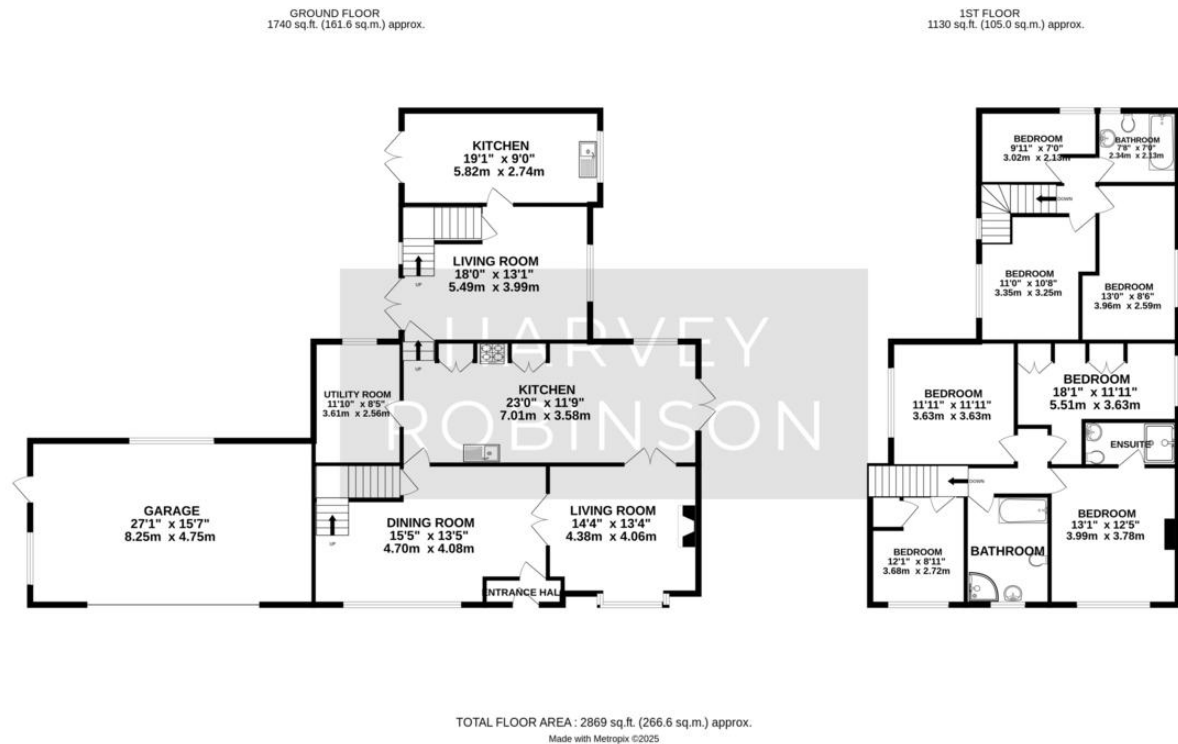 GROUND FLOOR
1740 sq.ft. (161.6 sq.m.) approx.
1ST FLOOR
1130 sq.ft. (105.0 sq.m.) approx.
KITCHEN
19'1" x 9'0"
5.82m x 2.74m
LIVING ROOM
18'0" x 13'1"
5.49m x 3.99m
UP
UP
UTILITY ROOM
11'10" x 8'5"
3.61m x 2.56m
KITCHEN
23'0" x 11'9"
7.01m x 3.58m
GARAGE
27'1" x 15'7"
8.25m x 4.75m
UP
DINING ROOM
15'5" x 13'5"
4.70m x 4.08m
LIVING ROOM
14'4" x 13'4"
4.38m x 4.06m
ENTRANCE HALL
HARVEY
ROBINSON
BEDROOM
9'11" x 7'0"
3.02m x 2.13m
BATHROOM
7'8" x 7'0"
2.34m x 2.13m
DOWN
BEDROOM
11'0" x 10'8"
3.35m x 3.25m
BEDROOM
13'0" x 8'6"
3.96m x 2.59m
BEDROOM
11'11" x 11'11"
3.63m x 3.63m
BEDROOM
18'1" x 11'11"
5.51m x 3.63m
ENSUITE
DOWN
BEDROOM
12'1" x 8'11"
3.68m x 2.72m
BATHROOM
BEDROOM
13'1" x 12'5"
3.99m x 3.78m
TOTAL FLOOR AREA : 2869 sq.ft. (266.6 sq.m.) approx.
Made with Metropix ©2025